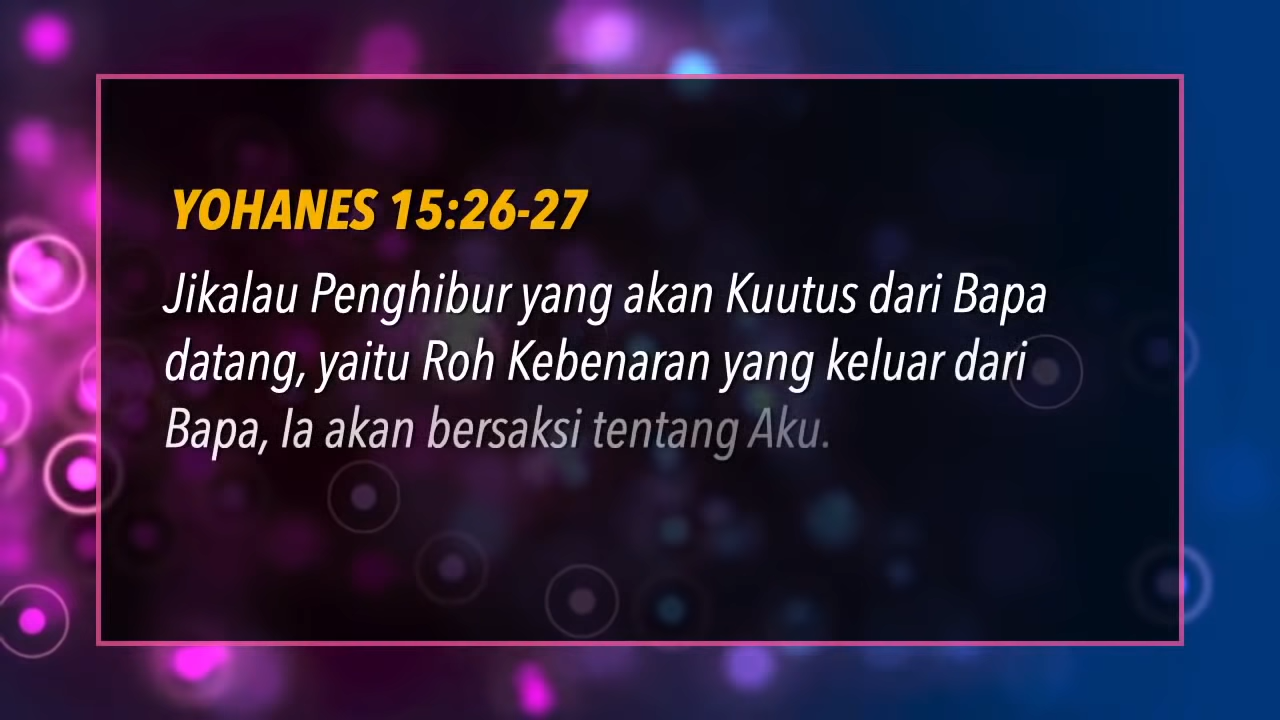 YOHANES 15:26-27
Jikalau Penghibur yang akan Kuutus dari Bapa
datang, yaitu Roh Kebenaran yang keluar dari
Bapa, Ia akan bersaksi tentang Aku.